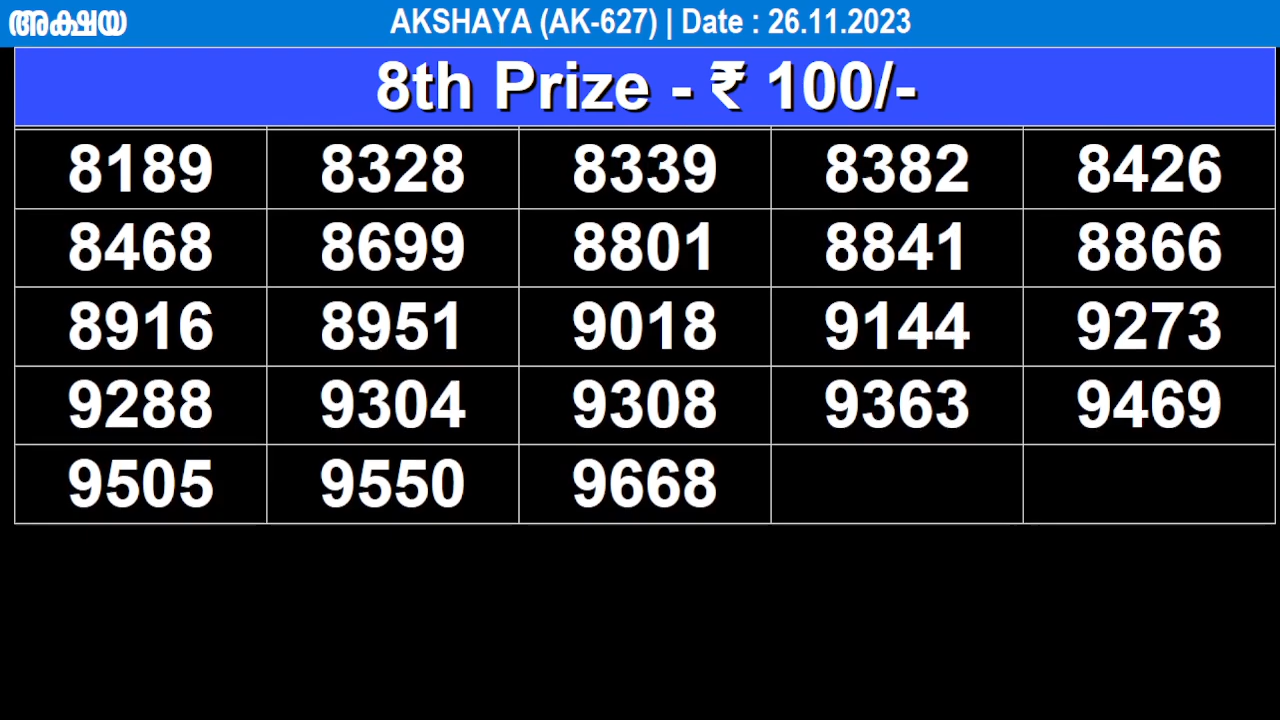 അക്ഷയ AKSHAYA (AK-627) | Date : 26.11.2023
8th Prize - ₹ 100/-
8189 8328 8339 8382 8426
8468 8699 8801 8841 8866
8916 8951 9018 9144 9273
9288 9304 9308 9363 9469
9505 9550 9668